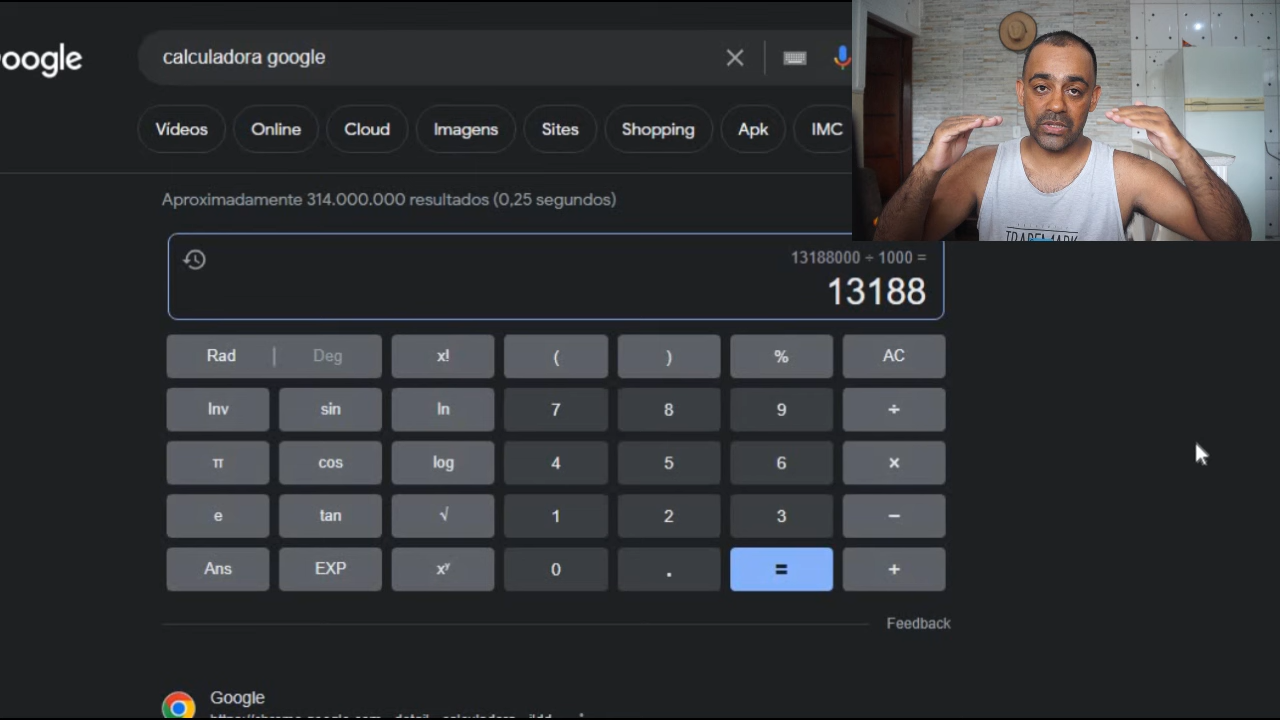 oogle
calculadora google
Vídeos Online Cloud Imagens Sites Shopping Apk IMC
Aproximadamente 314.000.000 resultados (0,25 segundos)
13188000 ÷ 1000 =
13188
Rad | Deg x! ( ) % AC
Inv sin ln 7 8 9 ÷
π cos log 4 5 6 ×
e tan √ 1 2 3 −
Ans EXP xʸ 0 . = +
Feedback
Google
TRADEMARK